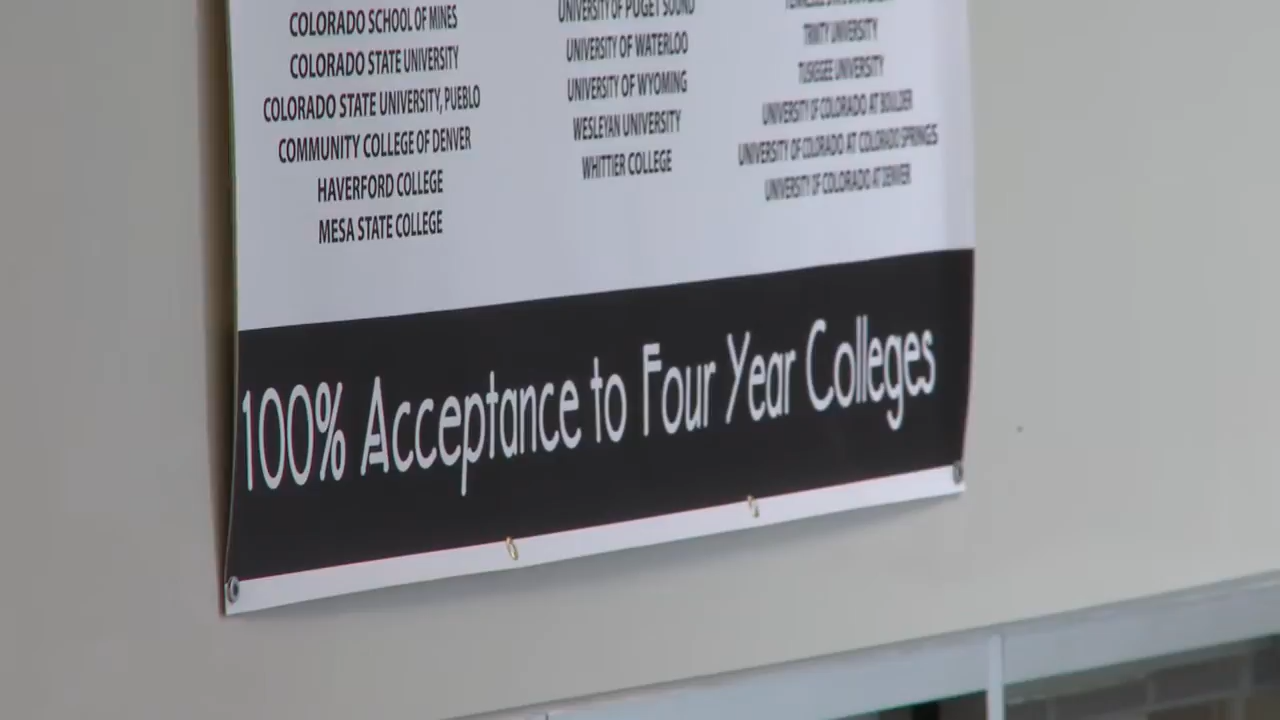 COLORADO SCHOOL OF MINES
COLORADO STATE UNIVERSITY
COLORADO STATE UNIVERSITY, PUEBLO
COMMUNITY COLLEGE OF DENVER
HAVERFORD COLLEGE
MESA STATE COLLEGE
UNIVERSITY OF PUGET SOUND
UNIVERSITY OF WATERLOO
UNIVERSITY OF WYOMING
WESLEYAN UNIVERSITY
WHITTIER COLLEGE
TENNESSEE STATE UNIVERSITY
TRINITY UNIVERSITY
TUSKEGEE UNIVERSITY
UNIVERSITY OF COLORADO AT BOULDER
UNIVERSITY OF COLORADO AT COLORADO SPRINGS
UNIVERSITY OF COLORADO AT DENVER
100% Acceptance to Four Year Colleges